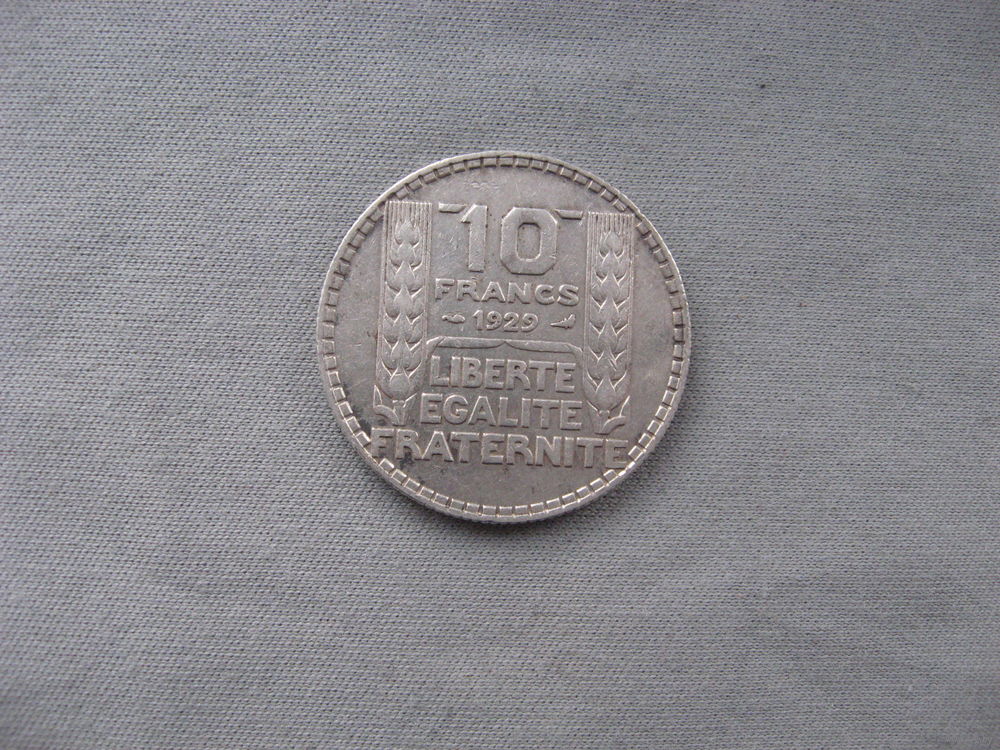 10
FRANCS
1929
LIBERTE
EGALITE
FRATERNITE